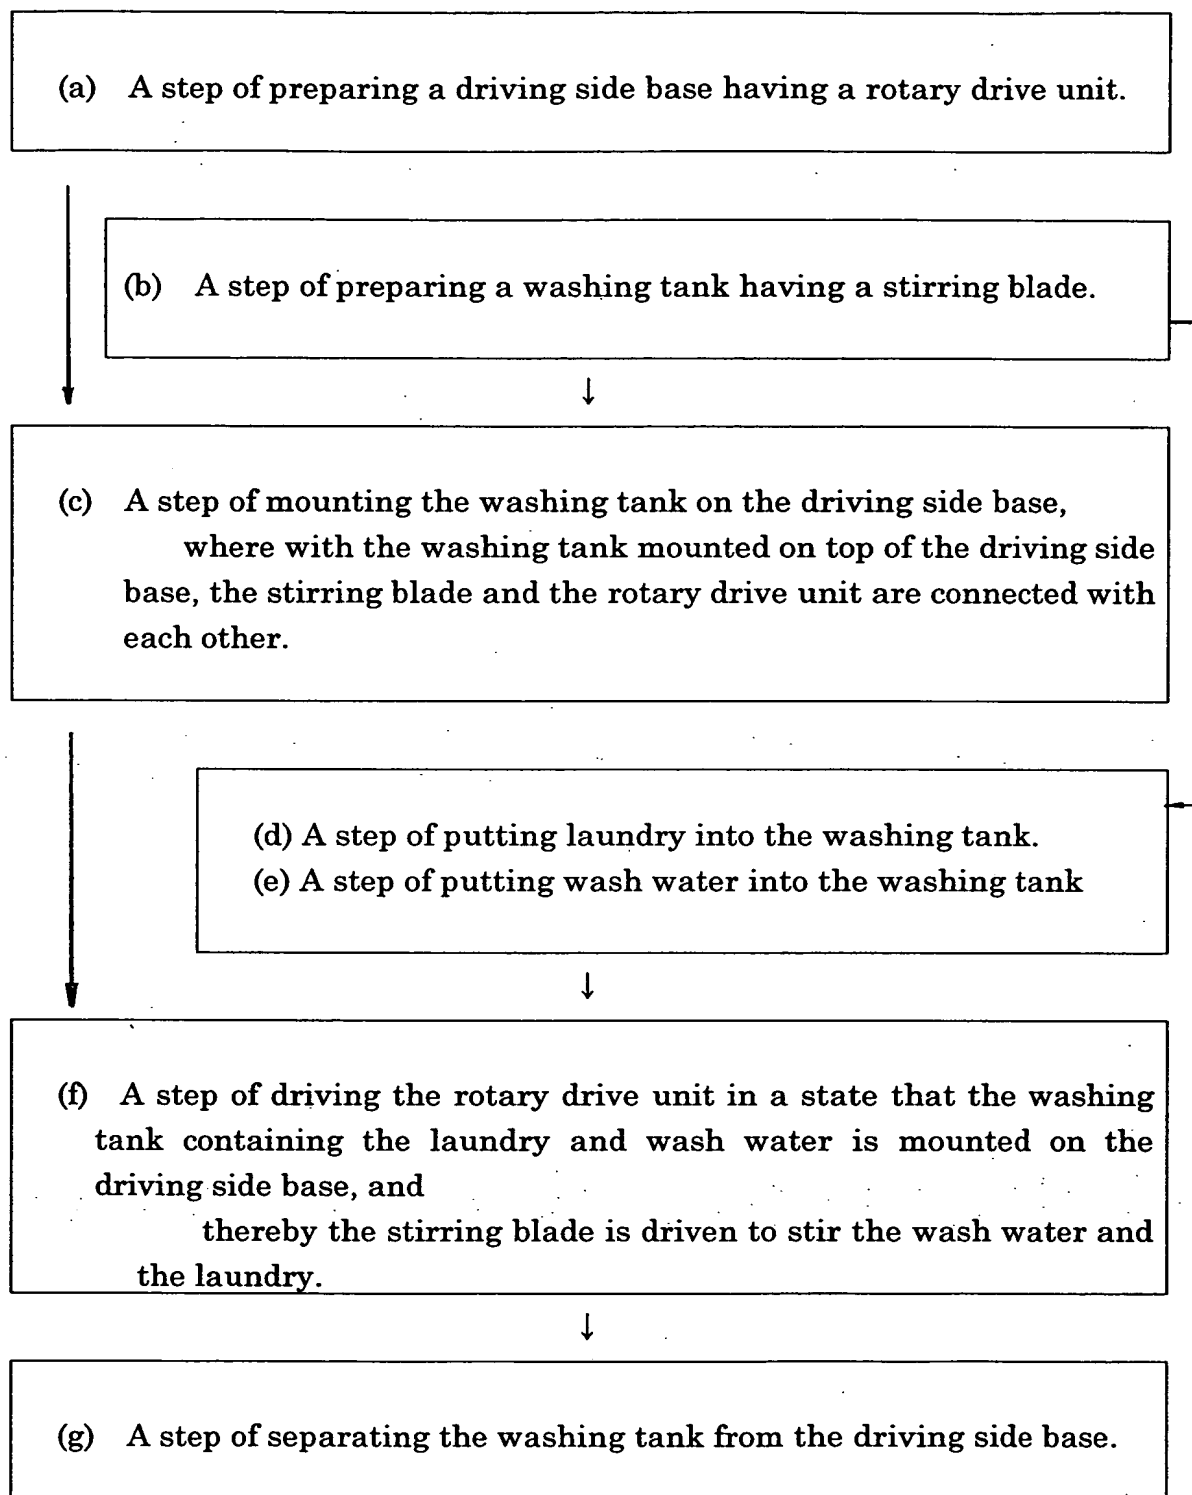 (a) A step of preparing a driving side base having a rotary drive unit.
(b) A step of preparing a washing tank having a stirring blade.
↓
(c) A step of mounting the washing tank on the driving side base,
where with the washing tank mounted on top of the driving side
base, the stirring blade and the rotary drive unit are connected with
each other.
(d) A step of putting laundry into the washing tank.
(e) A step of putting wash water into the washing tank
↓
(f) A step of driving the rotary drive unit in a state that the washing
tank containing the laundry and wash water is mounted on the
driving side base, and
thereby the stirring blade is driven to stir the wash water and
the laundry.
↓
(g) A step of separating the washing tank from the driving side base.